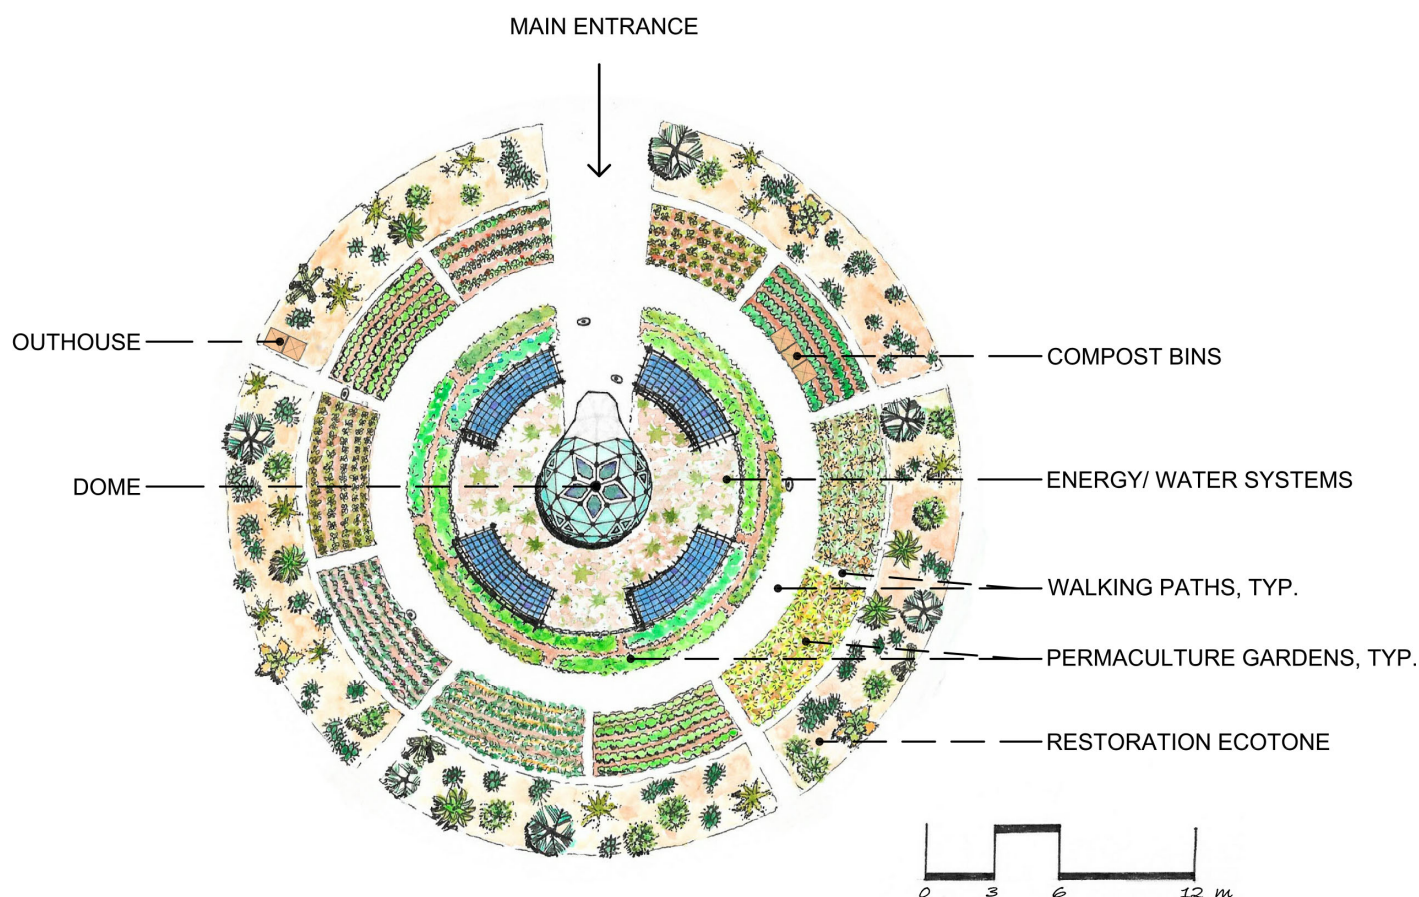 MAIN ENTRANCE
OUTHOUSE
COMPOST BINS
DOME
ENERGY/ WATER SYSTEMS
WALKING PATHS, TYP.
PERMACULTURE GARDENS, TYP.
RESTORATION ECOTONE
0 3 6 12 m